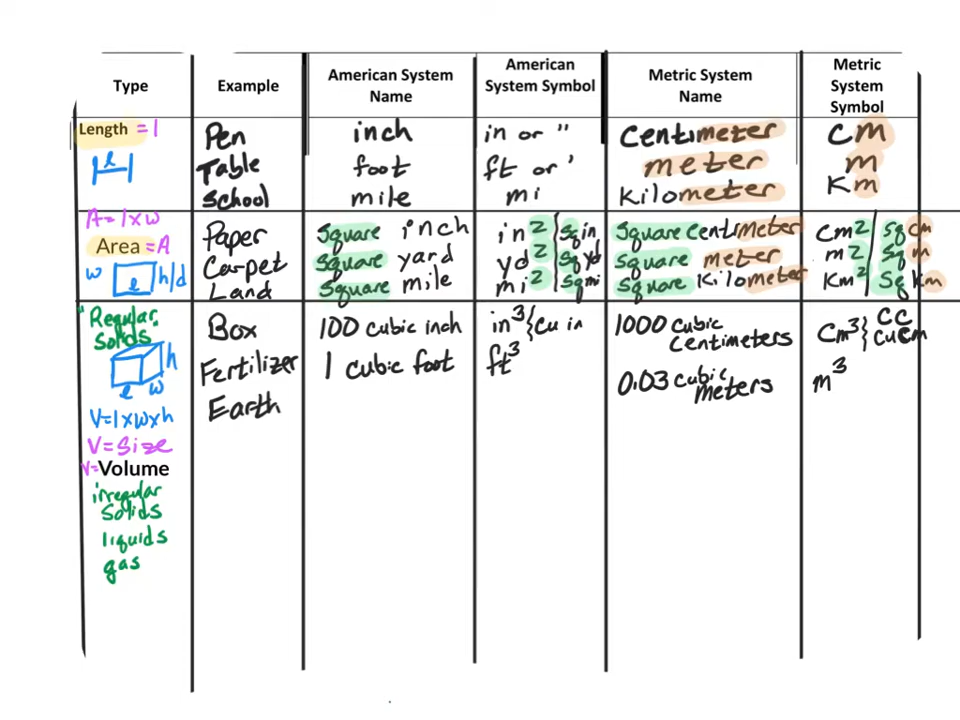 Type
Example
American System Name
American System Symbol
Metric System Name
Metric System Symbol
Length = l
l
Pen
Table
School
inch
foot
mile
in or "
ft or '
mi
Centimeter
meter
Kilometer
cm
m
Km
A = l x w
Area = A
w l h/d
Paper
Carpet
Land
Square inch
Square yard
Square mile
in² { Sq in
yd² { Sq yd
mi² { Sq mi
Square Centimeter
Square meter
Square Kilometer
Cm² / Sq cm
m² / Sq m
Km² / Sq Km
Regular
Solids
h
l w
V = l x w x h
V = Size
V = Volume
irregular
Solids
liquids
gas
Box
Fertilizer
Earth
100 cubic inch
1 cubic foot
in³ { cu in
ft³
1000 cubic
Centimeters
0.03 cubic
meters
Cm³ } CC
cu cm
m³